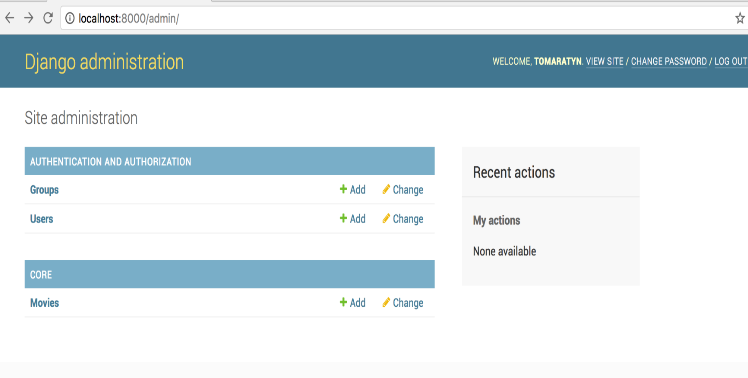 localhost:8000/admin/
Django administration
WELCOME, TOMARATYN. VIEW SITE / CHANGE PASSWORD / LOG OUT
Site administration
AUTHENTICATION AND AUTHORIZATION
Groups Add Change
Users Add Change
CORE
Movies Add Change
Recent actions
My actions
None available